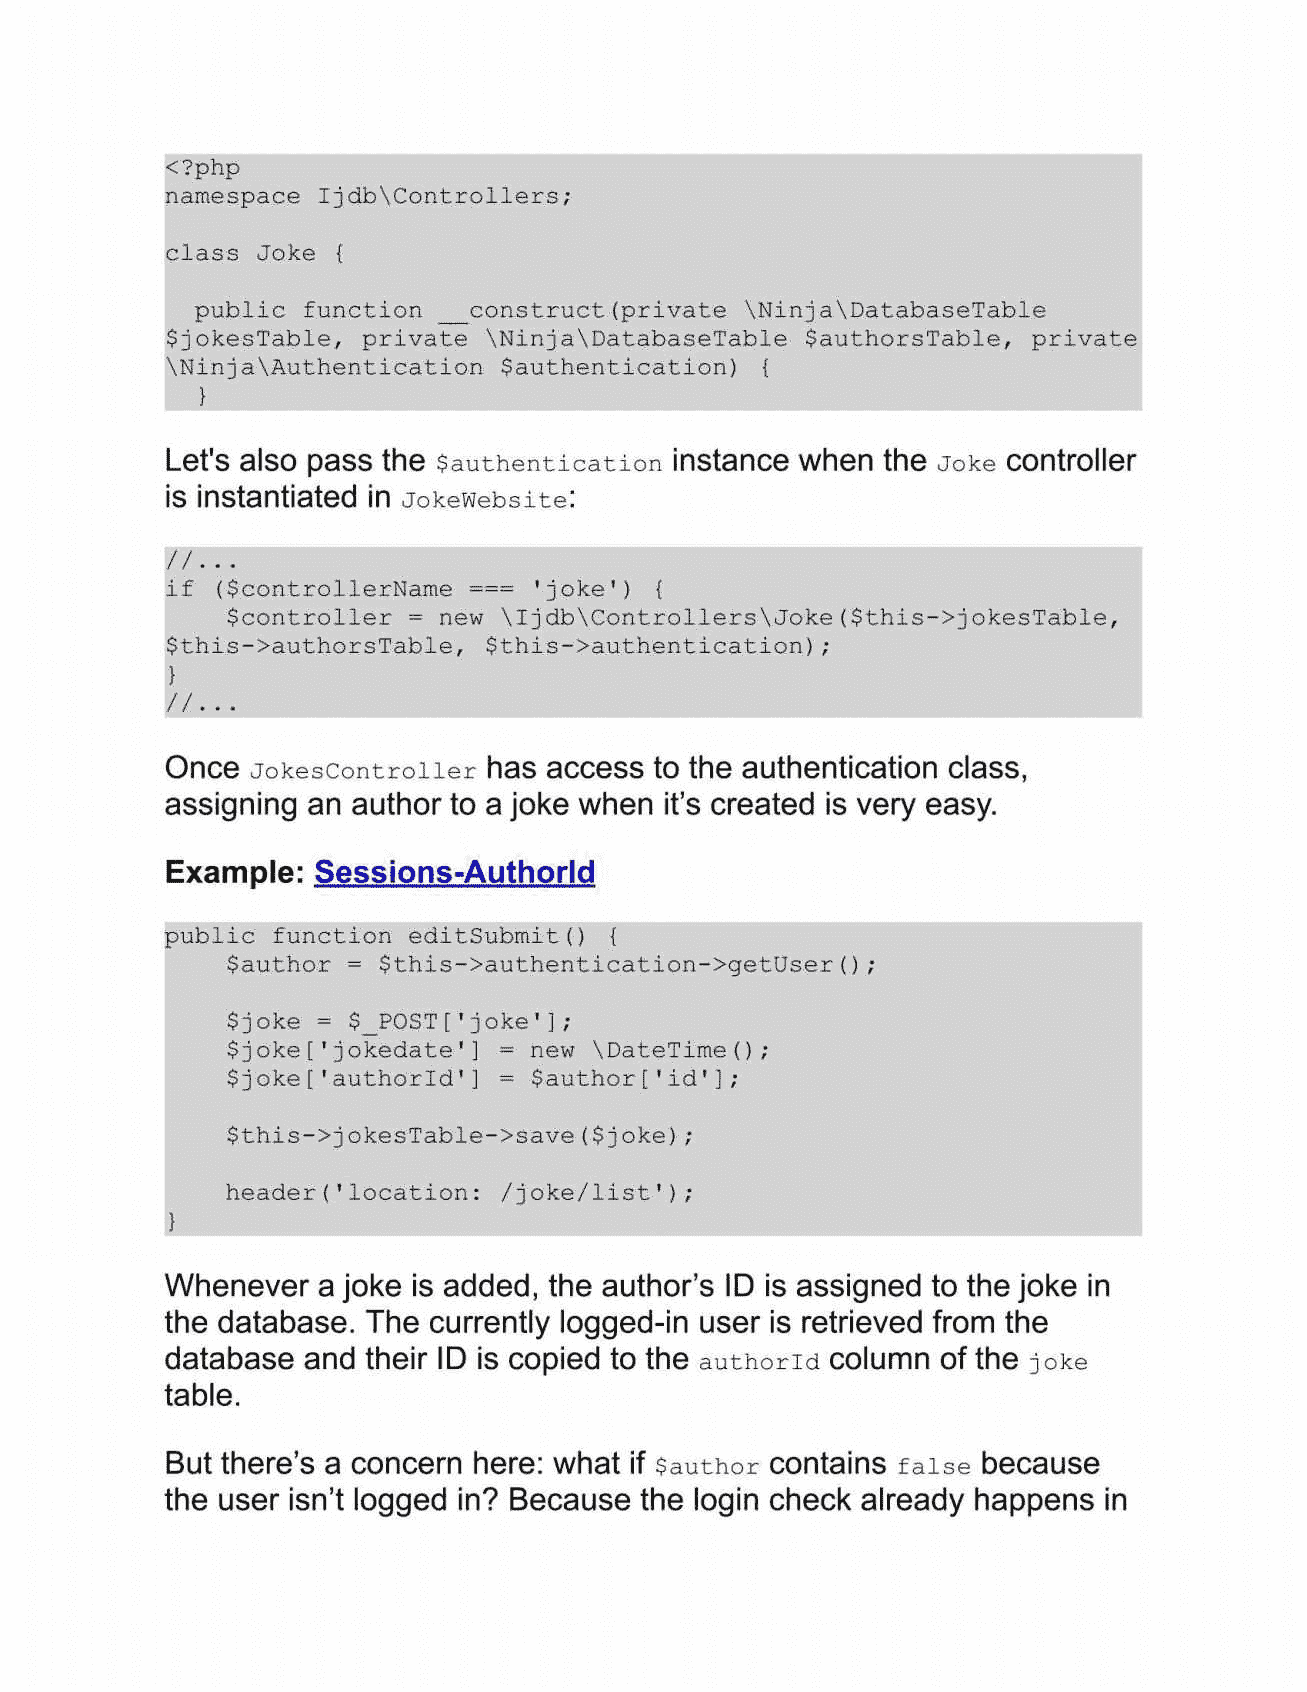 <?php
namespace Ijdb\Controllers;
class Joke {
public function __construct(private \Ninja\DatabaseTable
$jokesTable, private \Ninja\DatabaseTable $authorsTable, private
\Ninja\Authentication $authentication) {
}
Let's also pass the $authentication instance when the Joke controller
is instantiated in JokeWebsite:
//...
if ($controllerName === 'joke') {
$controller = new \Ijdb\Controllers\Joke($this->jokesTable,
$this->authorsTable, $this->authentication);
}
//...
Once JokesController has access to the authentication class,
assigning an author to a joke when it’s created is very easy.
Example: Sessions-AuthorId
public function editSubmit() {
$author = $this->authentication->getUser();
$joke = $_POST['joke'];
$joke['jokedate'] = new \DateTime();
$joke['authorId'] = $author['id'];
$this->jokesTable->save($joke);
header('location: /joke/list');
}
Whenever a joke is added, the author’s ID is assigned to the joke in
the database. The currently logged-in user is retrieved from the
database and their ID is copied to the authorId column of the joke
table.
But there’s a concern here: what if $author contains false because
the user isn’t logged in? Because the login check already happens in